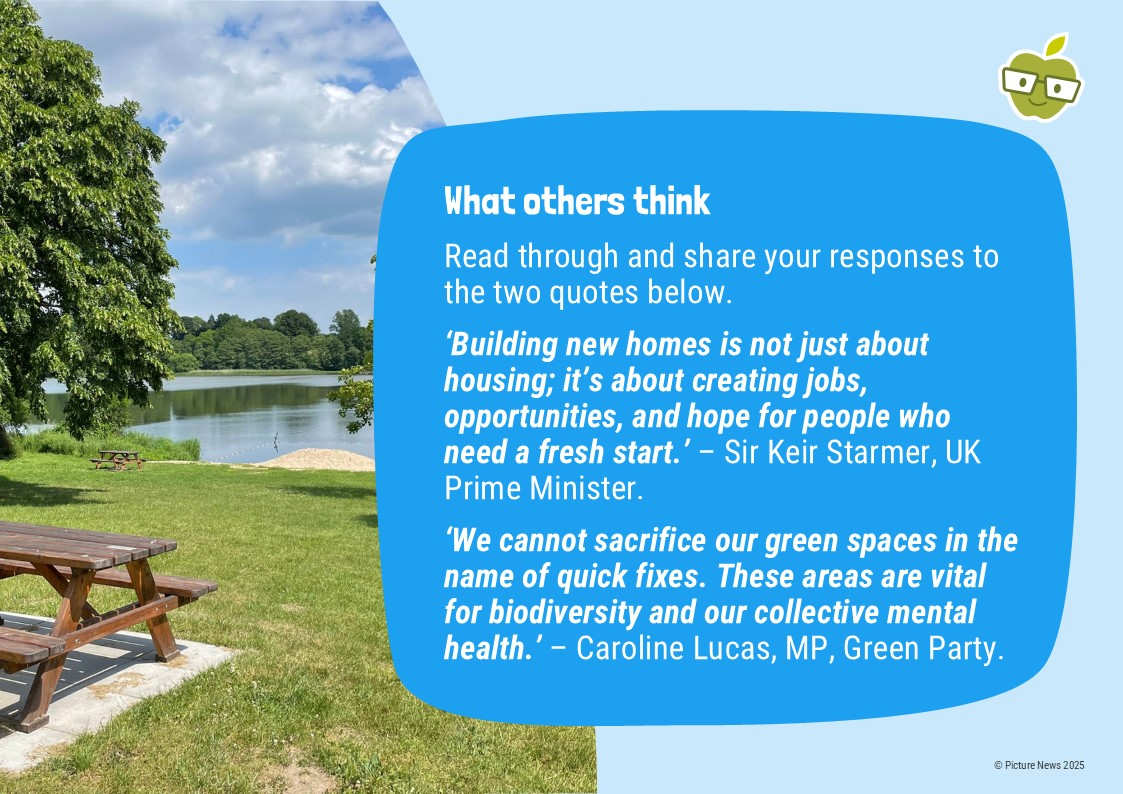 What others think
Read through and share your responses to
the two quotes below.
‘Building new homes is not just about
housing; it’s about creating jobs,
opportunities, and hope for people who
need a fresh start.’ – Sir Keir Starmer, UK
Prime Minister.
‘We cannot sacrifice our green spaces in the
name of quick fixes. These areas are vital
for biodiversity and our collective mental
health.’ – Caroline Lucas, MP, Green Party.
© Picture News 2025